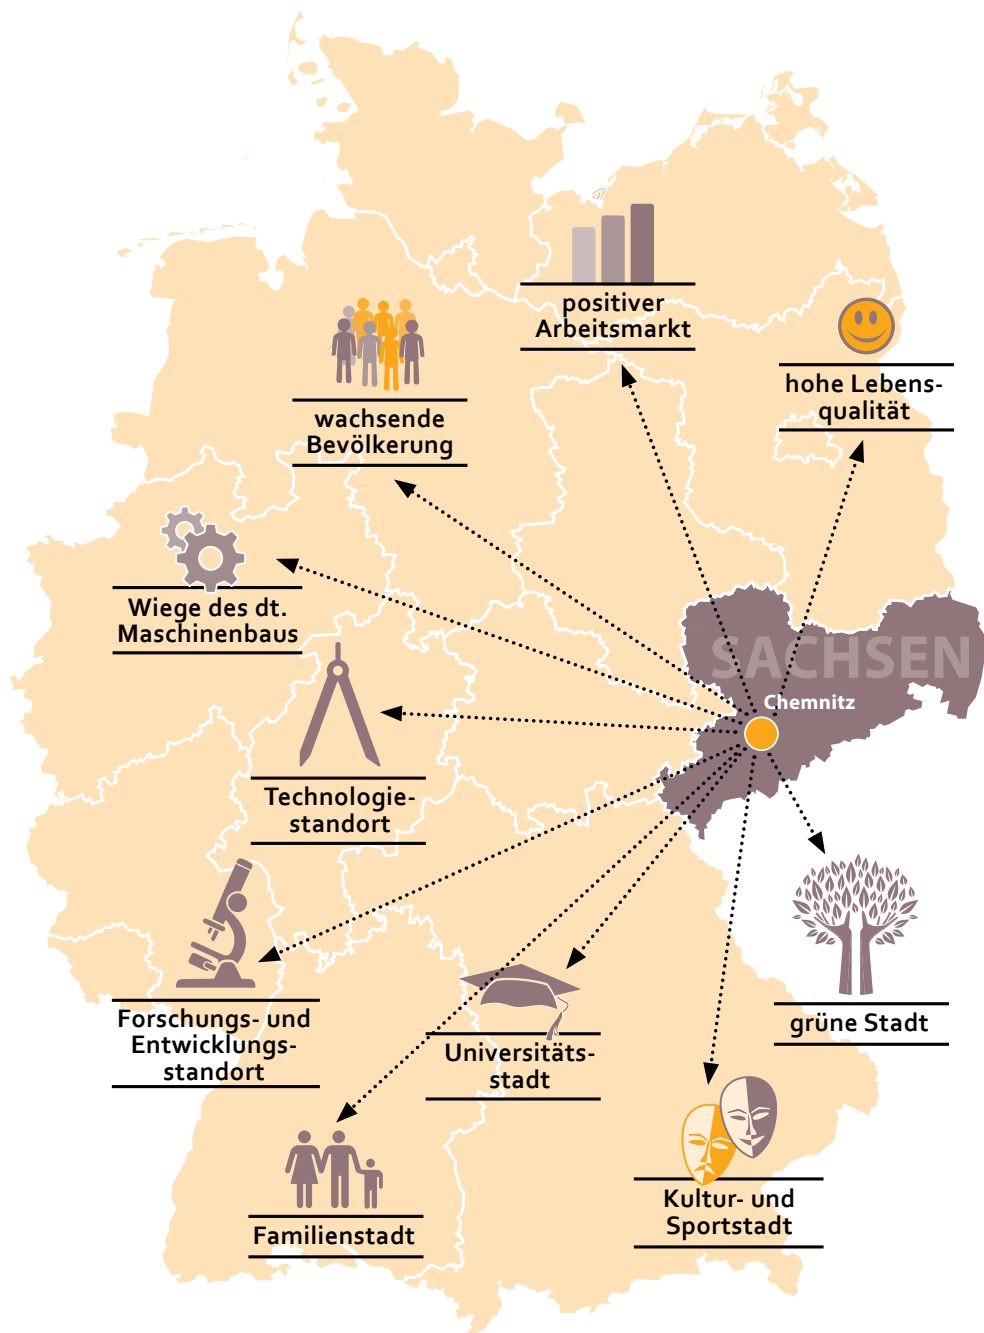 positiver
Arbeitsmarkt
hohe Lebens-
qualität
wachsende
Bevölkerung
Wiege des dt.
Maschinenbaus
SACHSEN
Chemnitz
Technologie-
standort
Forschungs- und
Entwicklungs-
standort
Universitäts-
stadt
grüne Stadt
Familienstadt
Kultur- und
Sportstadt